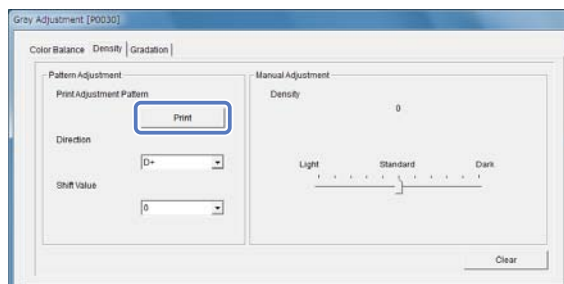 Gray Adjustment [P0030]
Color Balance Density Gradation
Pattern Adjustment
Print Adjustment Pattern
Print
Direction
D+
Shift Value
0
Manual Adjustment
Density
0
Light Standard Dark
Clear